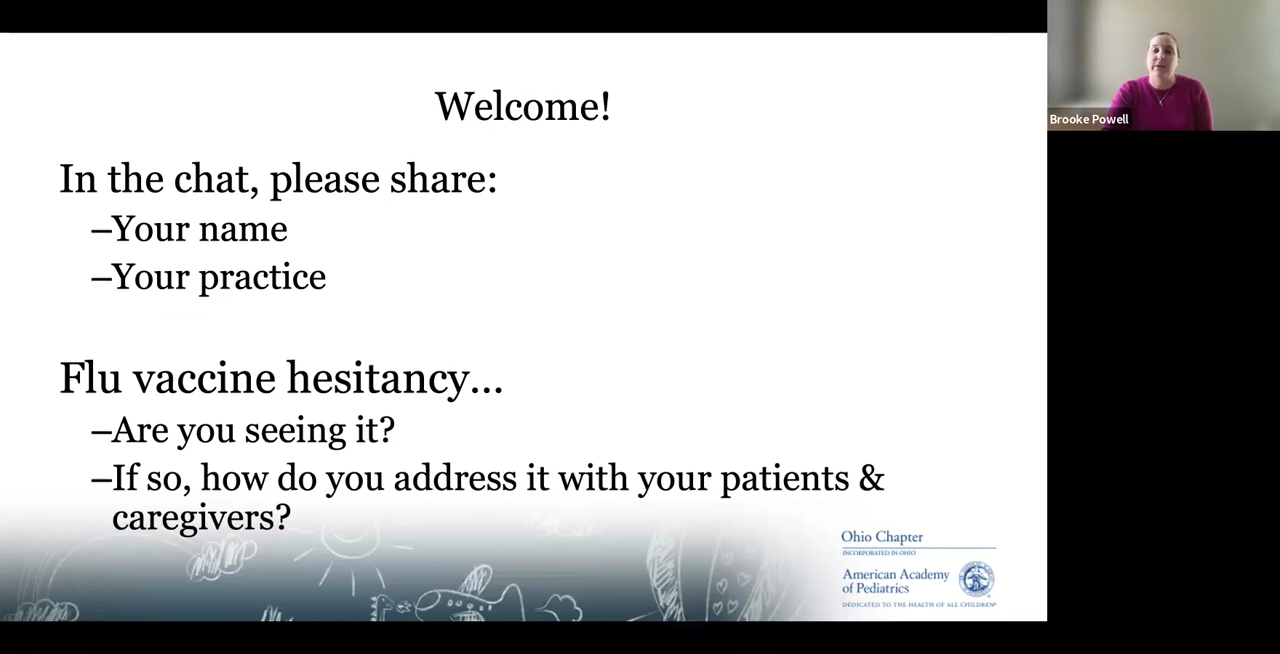 Welcome!
In the chat, please share:
–Your name
–Your practice
Flu vaccine hesitancy...
–Are you seeing it?
–If so, how do you address it with your patients &
caregivers?
Ohio Chapter
INCORPORATED IN OHIO
American Academy
of Pediatrics
DEDICATED TO THE HEALTH OF ALL CHILDREN®
Brooke Powell